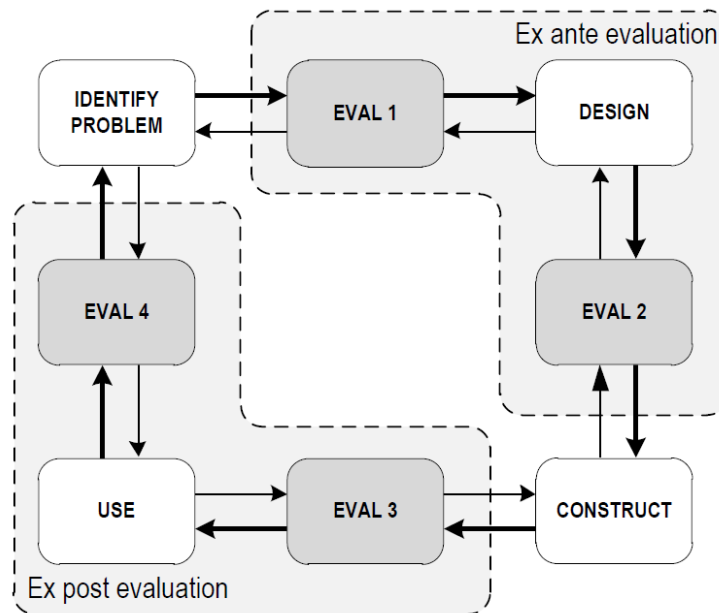 Ex ante evaluation
IDENTIFY
PROBLEM
EVAL 1
DESIGN
EVAL 4
EVAL 2
USE
EVAL 3
CONSTRUCT
Ex post evaluation